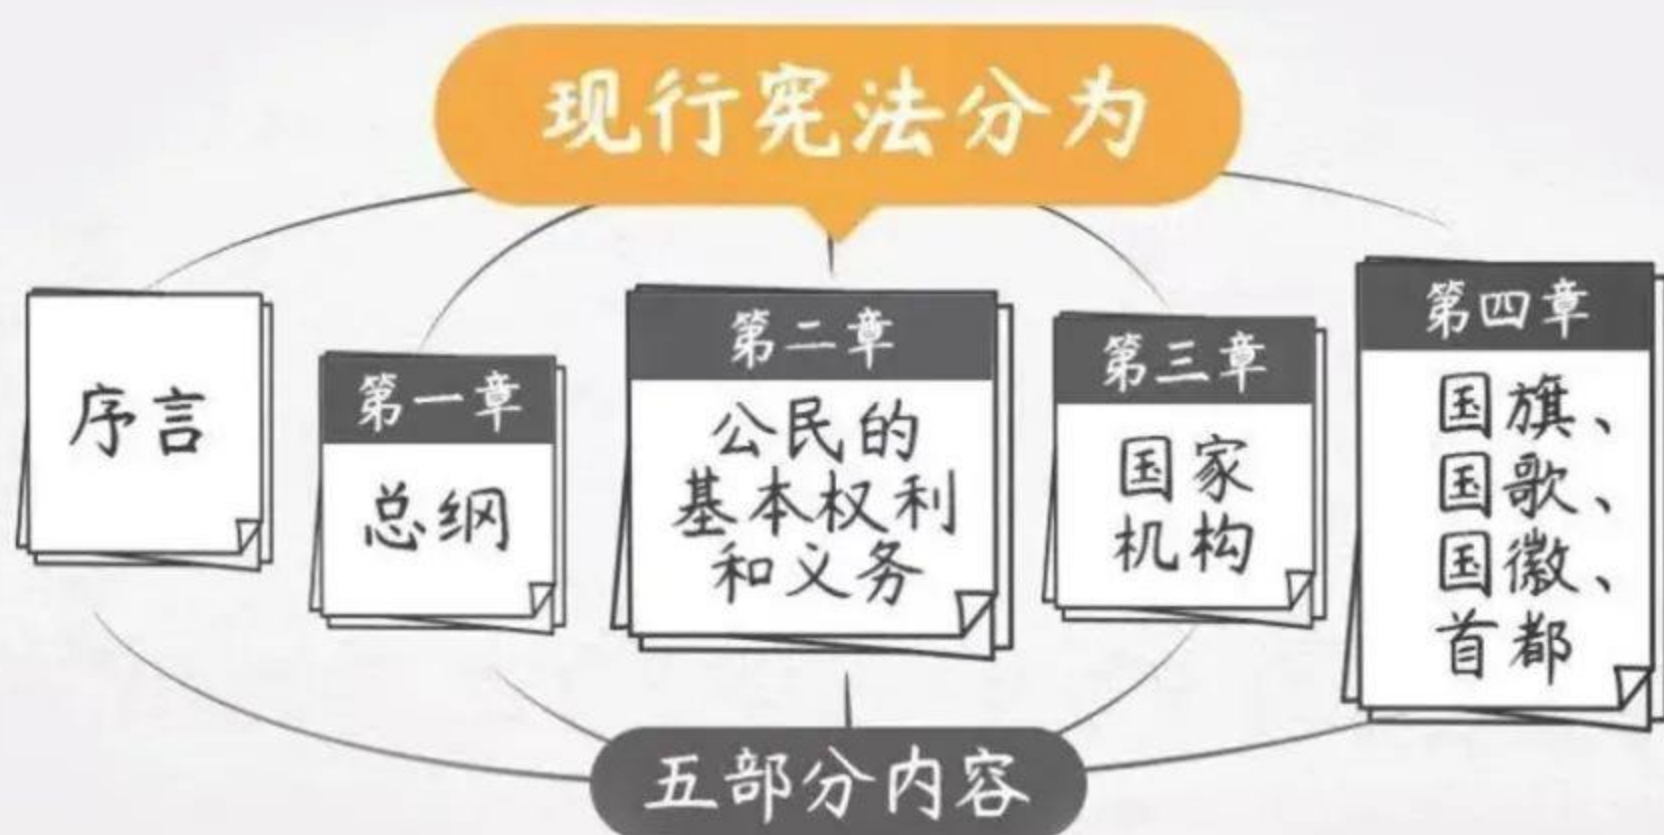 现行宪法分为
序言
第一章
总纲
第二章
公民的
基本权利
和义务
第三章
国家
机构
第四章
国旗、
国歌、
国徽、
首都
五部分内容